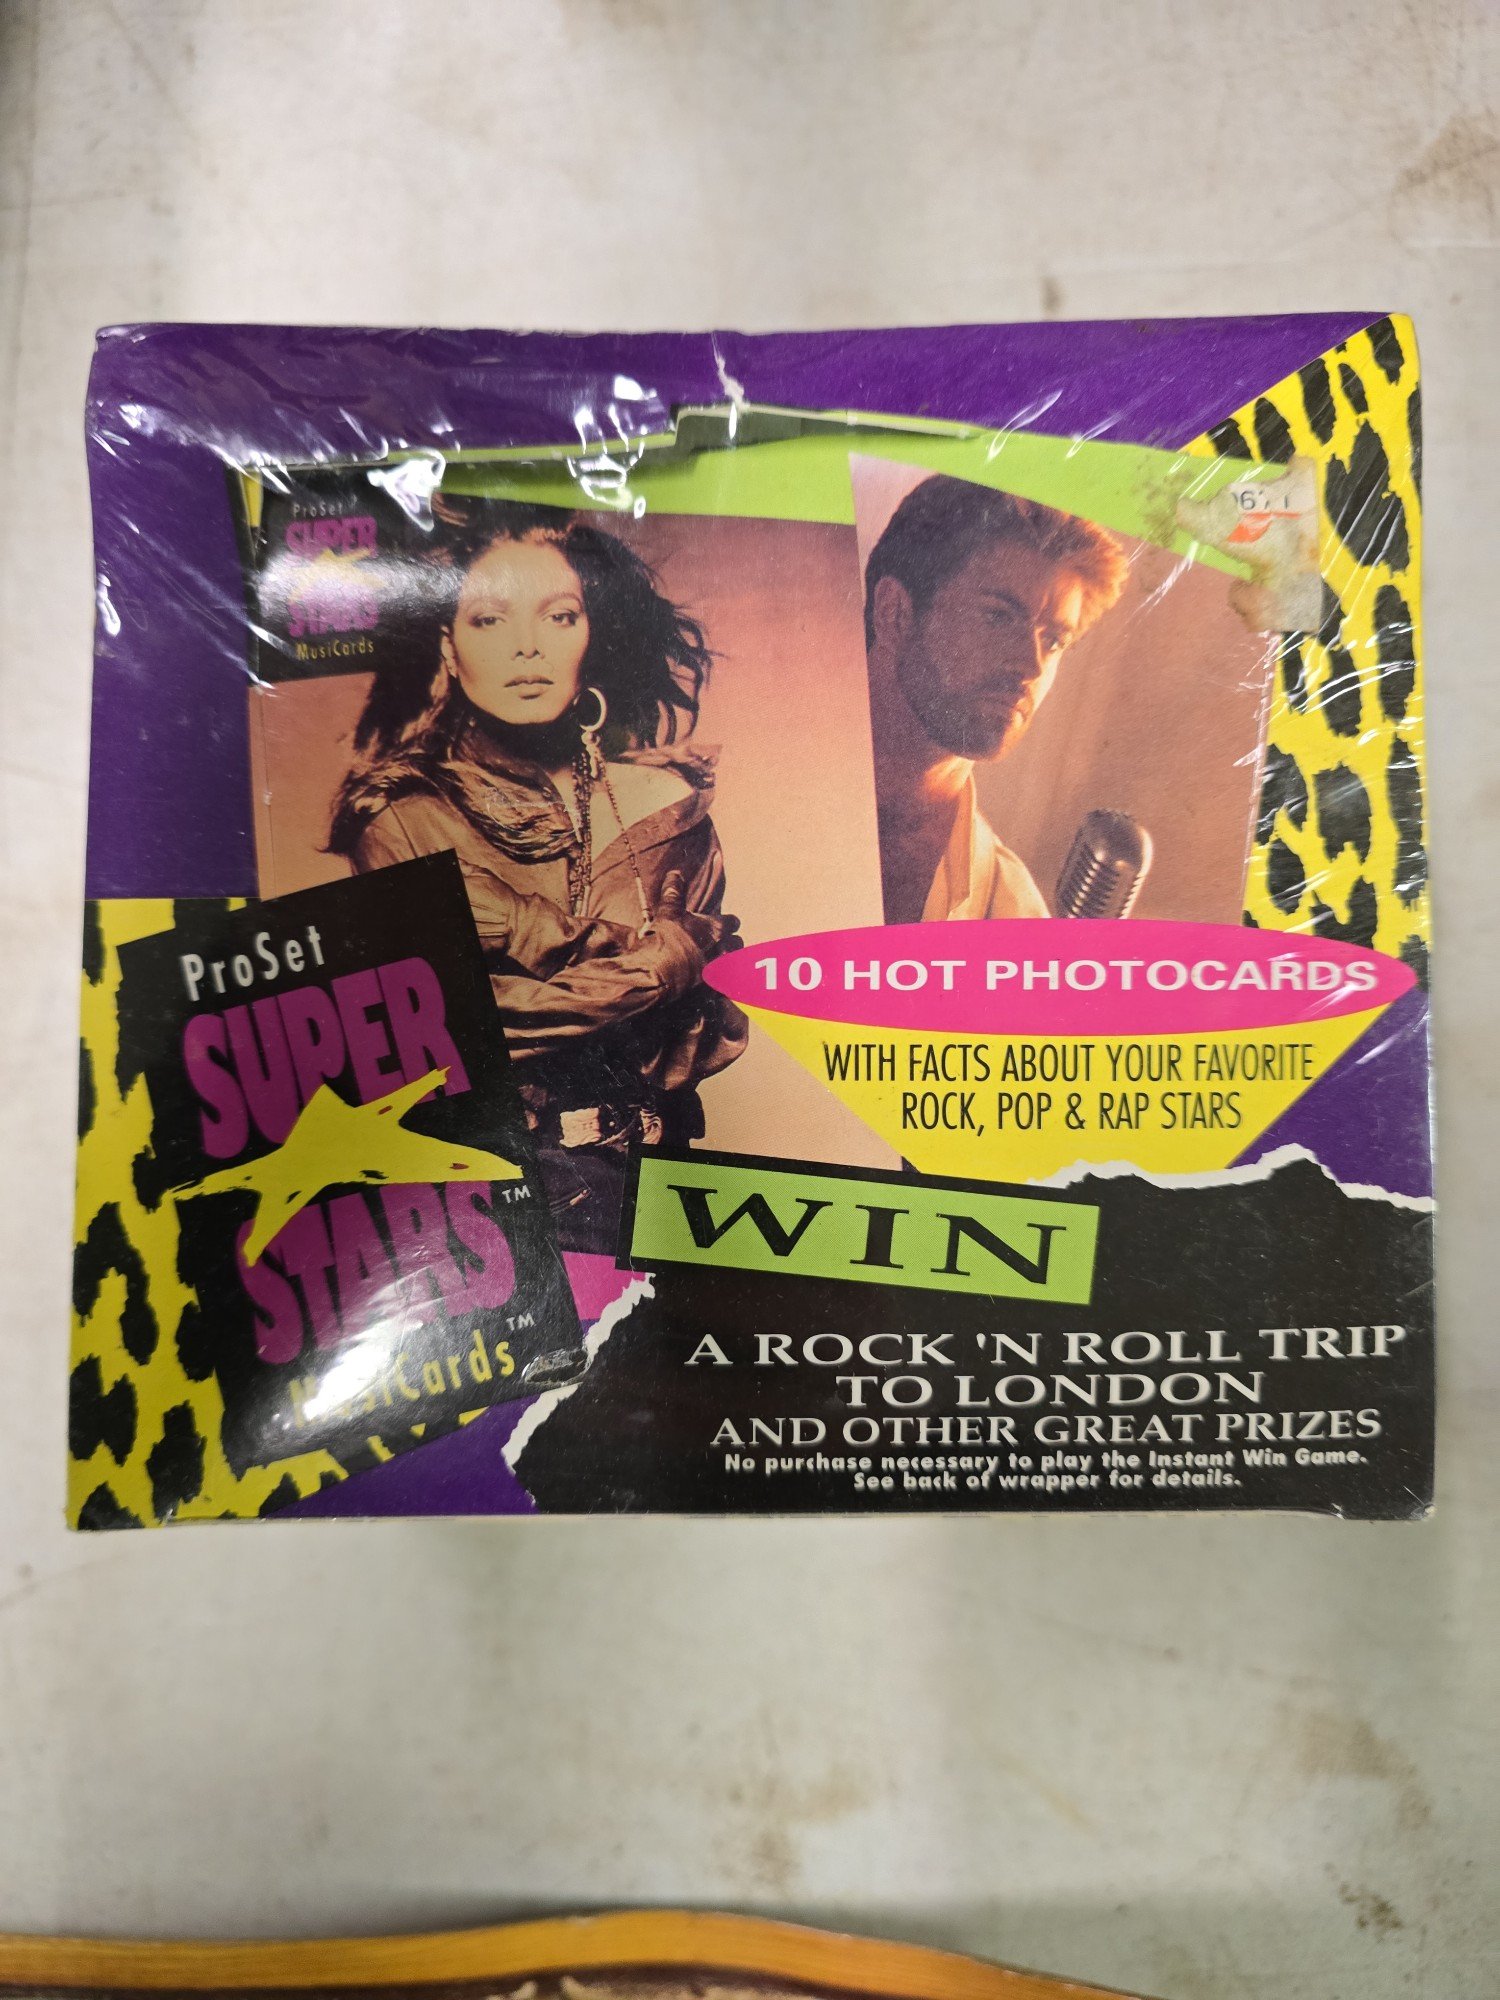 ProSet
SUPER
STARS
MusiCards
ProSet
SUPER
STARS™
MusiCards™
10 HOT PHOTOCARDS
WITH FACTS ABOUT YOUR FAVORITE
ROCK, POP & RAP STARS
WIN
A ROCK 'N ROLL TRIP
TO LONDON
AND OTHER GREAT PRIZES
No purchase necessary to play the Instant Win Game.
See back of wrapper for details.